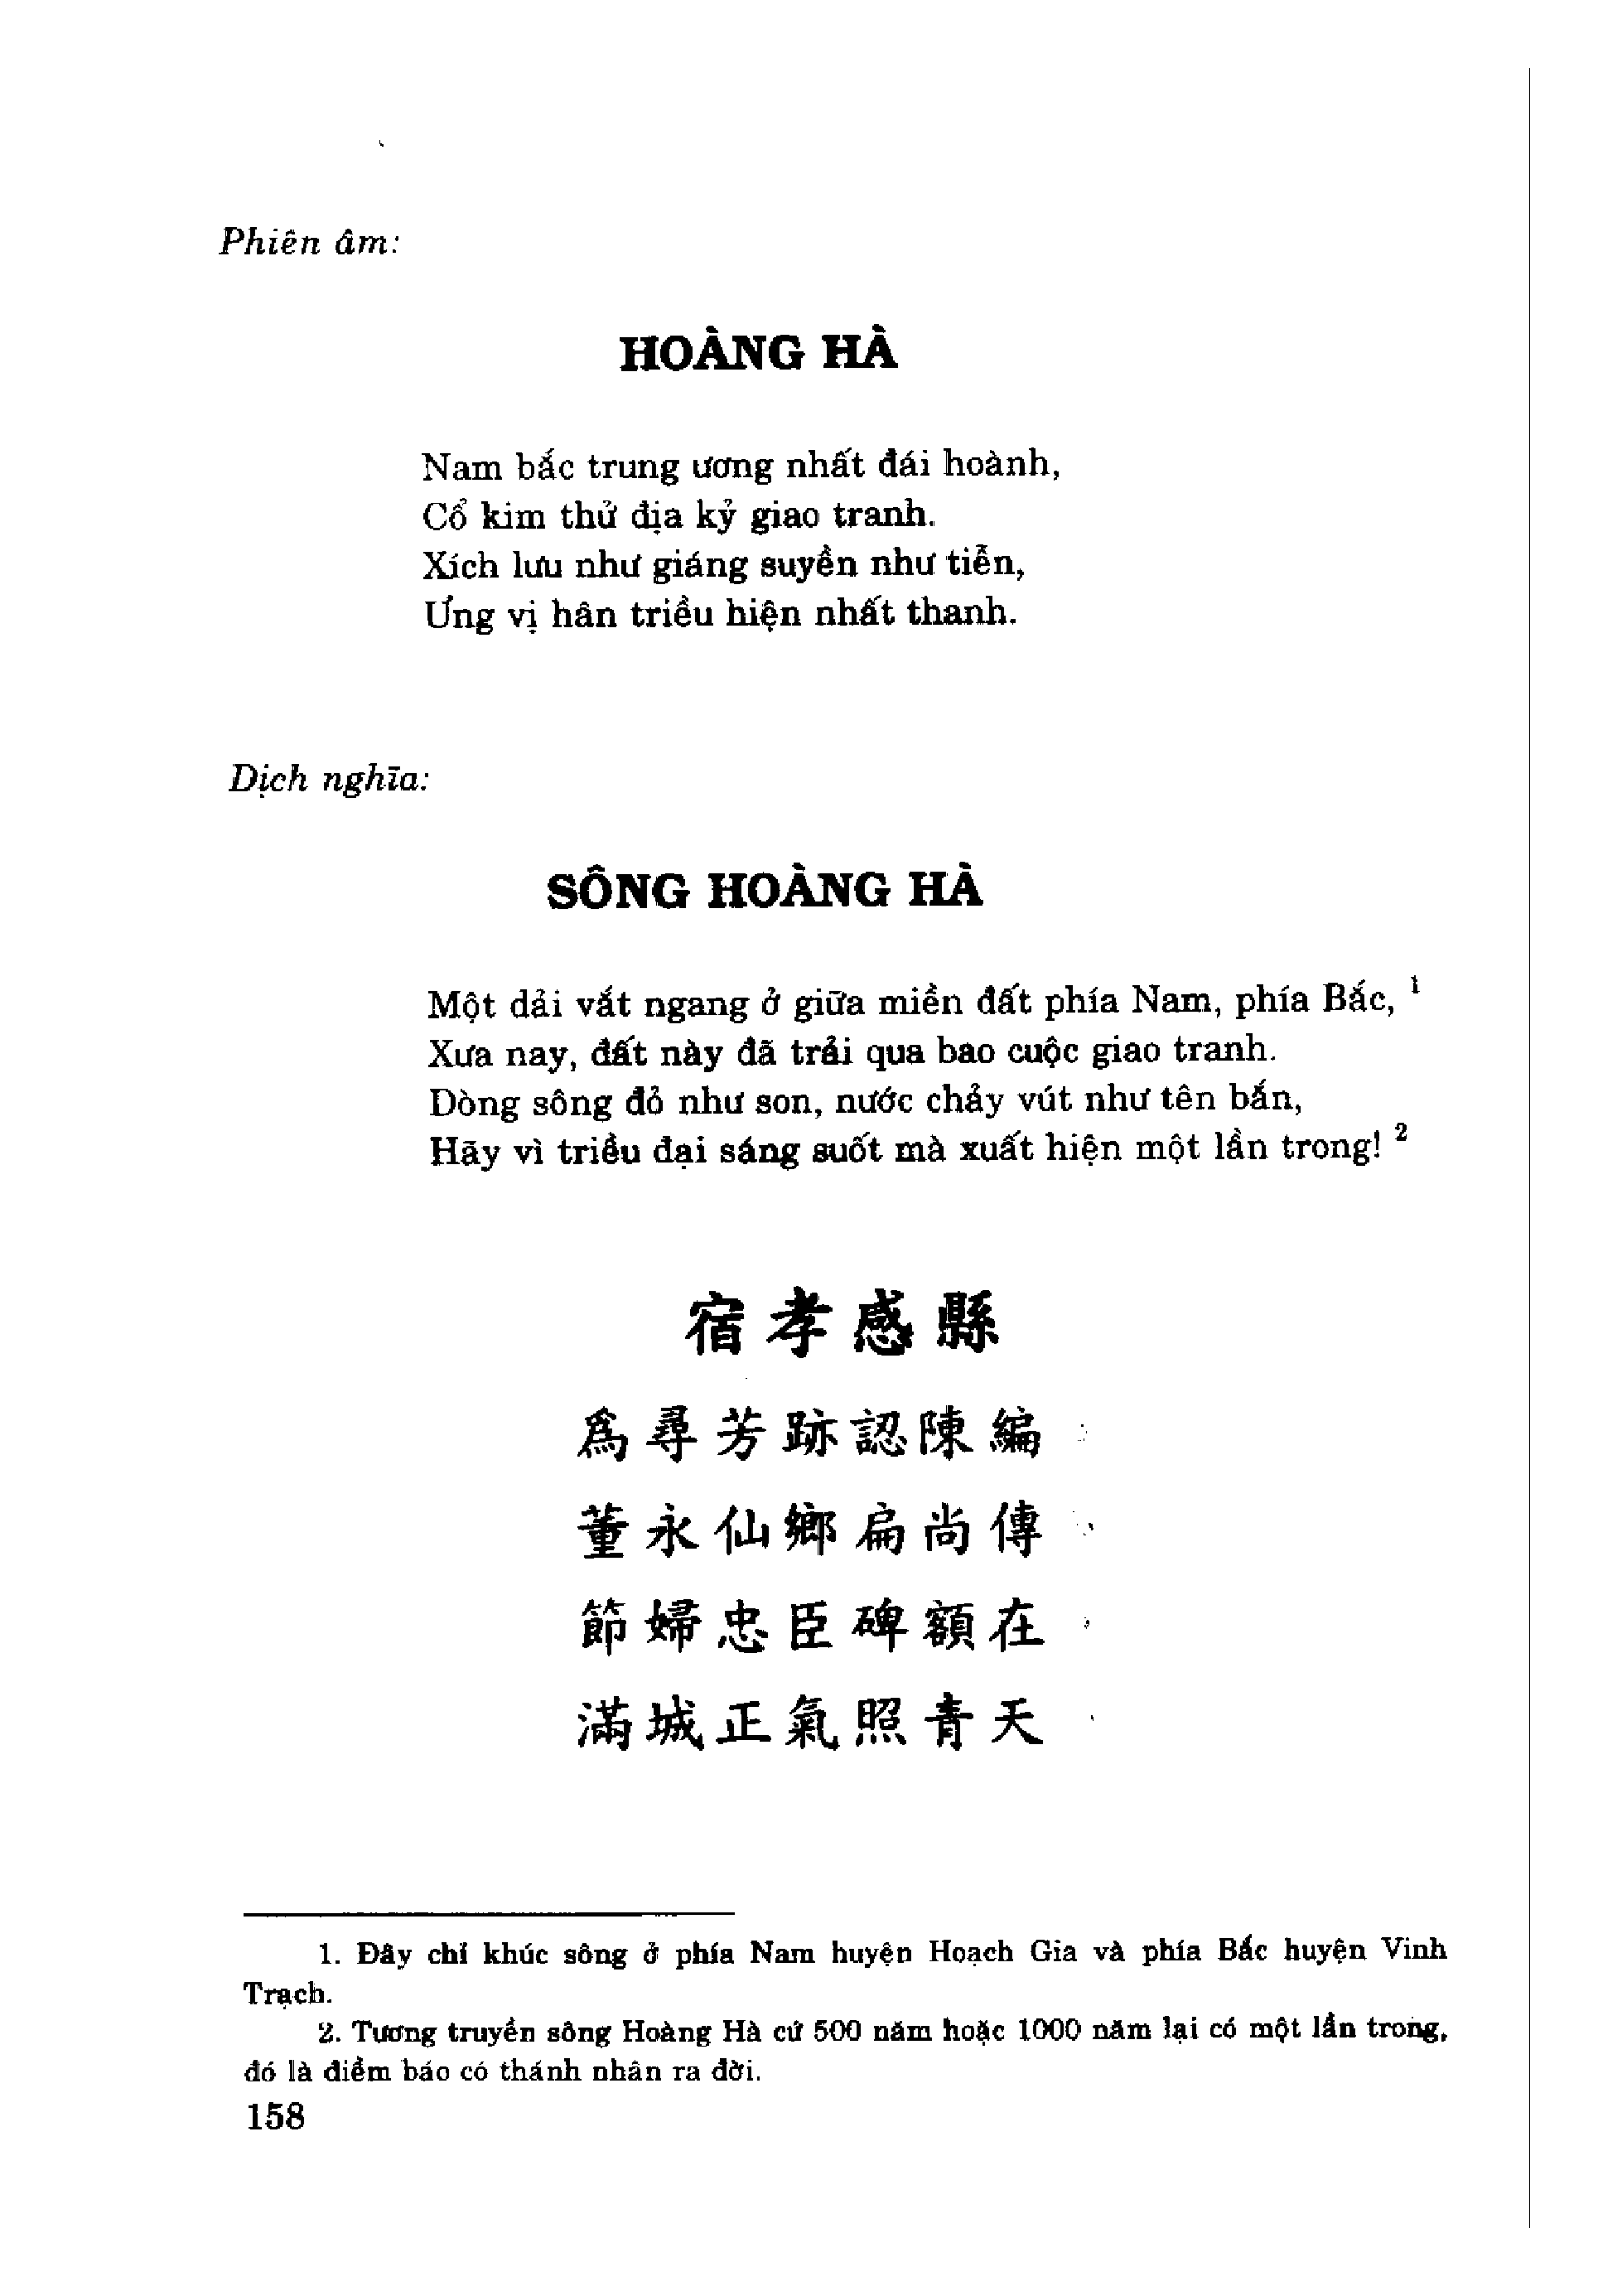 Phiên âm:
HOÀNG HÀ
Nam bắc trung ương nhất đái hoành,
Cổ kim thử địa kỷ giao tranh.
Xích lưu như giáng suyền như tiễn,
Ưng vị hân triều hiện nhất thanh.
Dịch nghĩa:
SÔNG HOÀNG HÀ
Một dải vắt ngang ở giữa miền đất phía Nam, phía Bắc, 1
Xưa nay, đất này đã trải qua bao cuộc giao tranh.
Dòng sông đỏ như son, nước chảy vút như tên bắn,
Hãy vì triều đại sáng suốt mà xuất hiện một lần trong! 2
宿孝感縣
爲尋芳跡認陳編
董永仙鄉扁尚傳
節婦忠臣碑額在
滿城正氣照青天
1. Đây chỉ khúc sông ở phía Nam huyện Hoạch Gia và phía Bắc huyện Vinh
Trạch.
2. Tương truyền sông Hoàng Hà cứ 500 năm hoặc 1000 năm lại có một lần trong,
đó là điềm báo có thánh nhân ra đời.
158